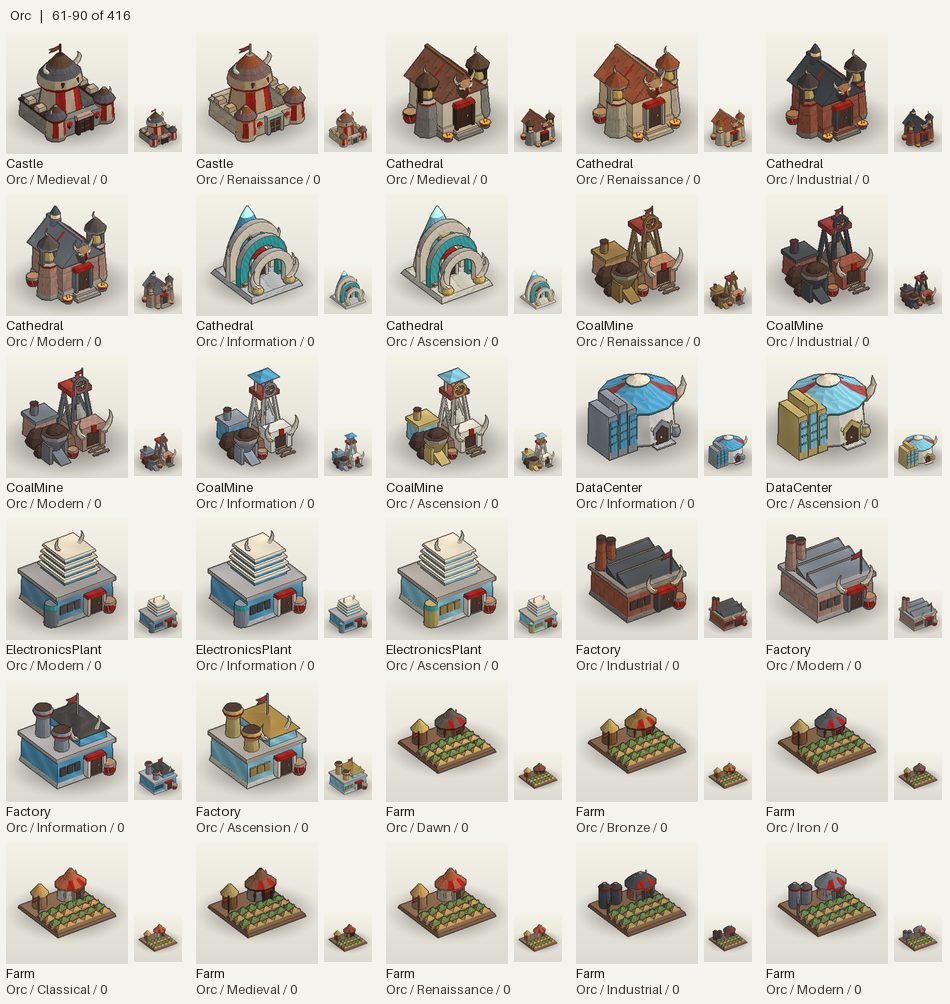 Orc | 61-90 of 416
Castle
Orc / Medieval / 0
Castle
Orc / Renaissance / 0
Cathedral
Orc / Medieval / 0
Cathedral
Orc / Renaissance / 0
Cathedral
Orc / Industrial / 0
Cathedral
Orc / Modern / 0
Cathedral
Orc / Information / 0
Cathedral
Orc / Ascension / 0
CoalMine
Orc / Renaissance / 0
CoalMine
Orc / Industrial / 0
CoalMine
Orc / Modern / 0
CoalMine
Orc / Information / 0
CoalMine
Orc / Ascension / 0
DataCenter
Orc / Information / 0
DataCenter
Orc / Ascension / 0
ElectronicsPlant
Orc / Modern / 0
ElectronicsPlant
Orc / Information / 0
ElectronicsPlant
Orc / Ascension / 0
Factory
Orc / Industrial / 0
Factory
Orc / Modern / 0
Factory
Orc / Information / 0
Factory
Orc / Ascension / 0
Farm
Orc / Dawn / 0
Farm
Orc / Bronze / 0
Farm
Orc / Iron / 0
Farm
Orc / Classical / 0
Farm
Orc / Medieval / 0
Farm
Orc / Renaissance / 0
Farm
Orc / Industrial / 0
Farm
Orc / Modern / 0